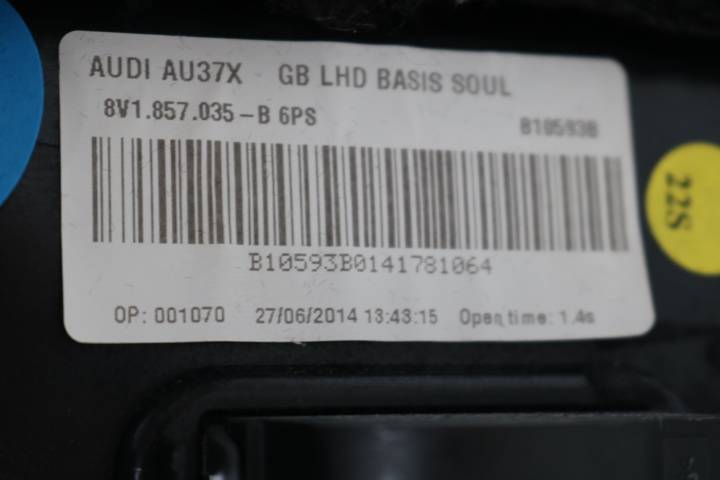 AUDI AU37X GB LHD BASIS SOUL
8V1.857.035-B 6PS
B10593B
B10593B0141781064
OP: 001070 27/06/2014 13:43:15 Open time: 1.4s
22S